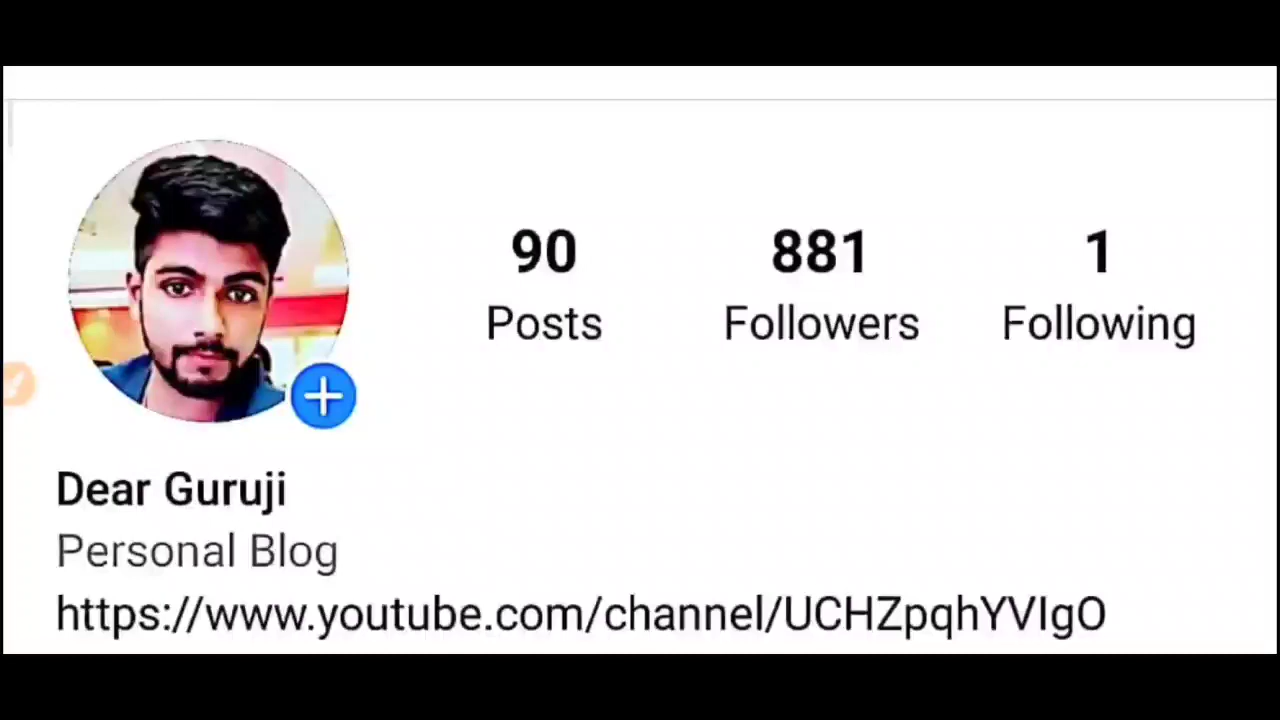 90 881 1
Posts Followers Following
Dear Guruji
Personal Blog
https://www.youtube.com/channel/UCHZpqhYVIgO